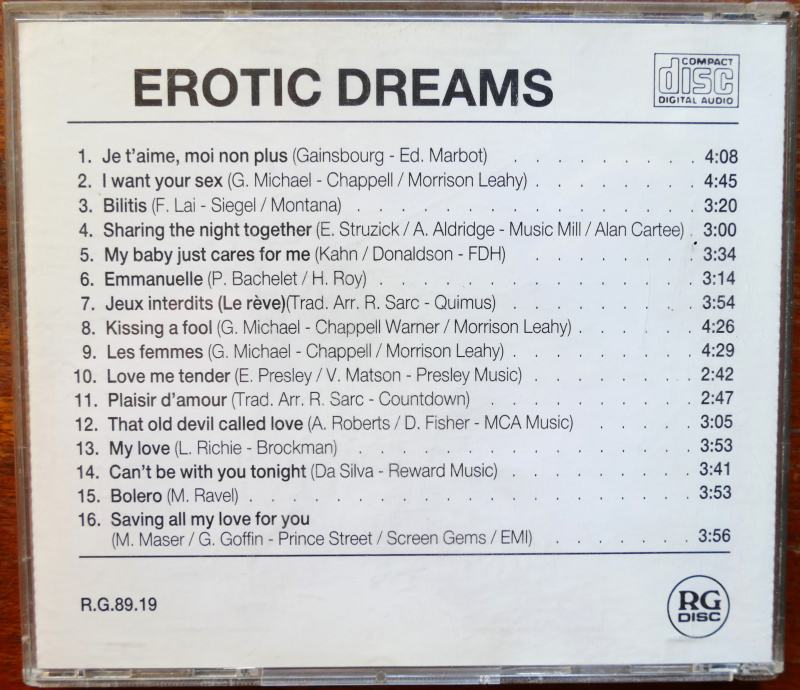 EROTIC DREAMS
COMPACT
disc
DIGITAL AUDIO
1. Je t'aime, moi non plus (Gainsbourg - Ed. Marbot) . . . . . . . . 4:08
2. I want your sex (G. Michael - Chappell / Morrison Leahy) . . . . . . . 4:45
3. Bilitis (F. Lai - Siegel / Montana) . . . . . . . . . . . . . . . 3:20
4. Sharing the night together (E. Struzick / A. Aldridge - Music Mill / Alan Cartee) . 3:00
5. My baby just cares for me (Kahn / Donaldson - FDH) . . . . . . . . 3:34
6. Emmanuelle (P. Bachelet / H. Roy) . . . . . . . . . . . . . . 3:14
7. Jeux interdits (Le rève)(Trad. Arr. R. Sarc - Quimus) . . . . . . . . 3:54
8. Kissing a fool (G. Michael - Chappell Warner / Morrison Leahy) . . . . . 4:26
9. Les femmes (G. Michael - Chappell / Morrison Leahy) . . . . . . . . 4:29
10. Love me tender (E. Presley / V. Matson - Presley Music) . . . . . . . 2:42
11. Plaisir d'amour (Trad. Arr. R. Sarc - Countdown) . . . . . . . . . 2:47
12. That old devil called love (A. Roberts / D. Fisher - MCA Music) . . . . . 3:05
13. My love (L. Richie - Brockman) . . . . . . . . . . . . . . 3:53
14. Can't be with you tonight (Da Silva - Reward Music) . . . . . . . . 3:41
15. Bolero (M. Ravel) . . . . . . . . . . . . . . . . . . . 3:53
16. Saving all my love for you
(M. Maser / G. Goffin - Prince Street / Screen Gems / EMI) . . . . . . 3:56
R.G.89.19
RG
DISC